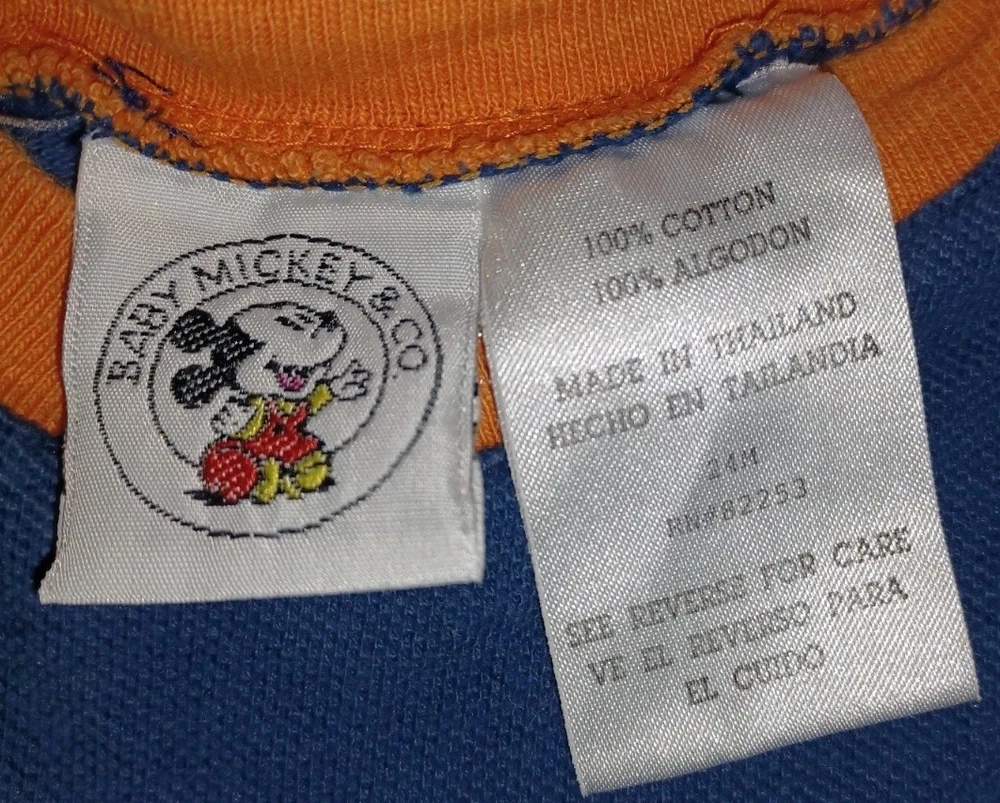 BABY MICKEY & CO.
100% COTTON
100% ALGODON
MADE IN THAILAND
HECHO EN TAILANDIA
RN#82253
SEE REVERSE FOR CARE
VE EL REVERSO PARA
EL CUIDO